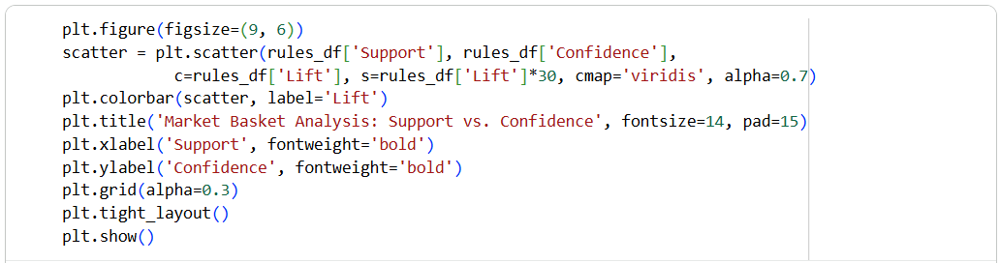 plt.figure(figsize=(9, 6))
scatter = plt.scatter(rules_df['Support'], rules_df['Confidence'],
            c=rules_df['Lift'], s=rules_df['Lift']*30, cmap='viridis', alpha=0.7)
plt.colorbar(scatter, label='Lift')
plt.title('Market Basket Analysis: Support vs. Confidence', fontsize=14, pad=15)
plt.xlabel('Support', fontweight='bold')
plt.ylabel('Confidence', fontweight='bold')
plt.grid(alpha=0.3)
plt.tight_layout()
plt.show()